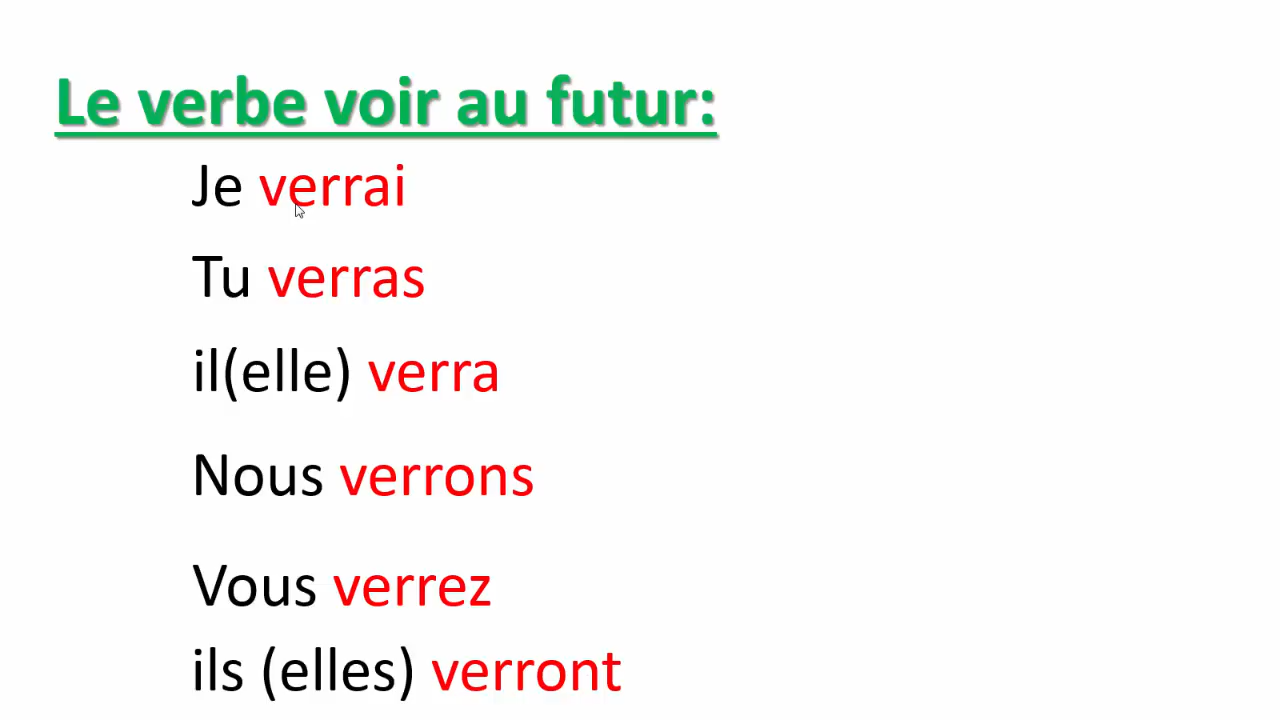 Le verbe voir au futur:
Je verrai
Tu verras
il(elle) verra
Nous verrons
Vous verrez
ils (elles) verront